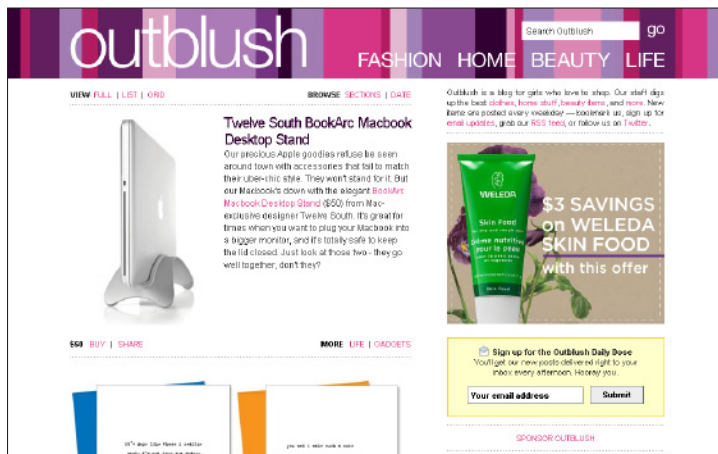 outblush
Search Outblush
go
FASHION HOME BEAUTY LIFE
VIEW FULL | LIST | GRID
BROWSE SECTIONS | DATE
Twelve South BookArc Macbook
Desktop Stand
Our precious Apple goodies refuse be seen
around town with accessories that fail to match
their uber-chic style. They won't stand for it. But
our Macbook's down with the elegant BookArc
Macbook Desktop Stand ($50) from Mac-
exclusive designer Twelve South. It's great for
times when you want to plug your Macbook into
a bigger monitor, and it's totally safe to keep
the lid closed. Just look at those two - they go
well together, don't they?
$50 BUY | SHARE
MORE LIFE | GADGETS
Outblush is a blog for girls who love to shop. Our staff digs
up the best clothes, home stuff, beauty items, and more. New
items are posted every weekday — bookmark us, sign up for
email updates, grab our RSS feed, or follow us on Twitter.
WELEDA
Skin Food
Crème nutritive
pour le peau
Skin Food
$3 SAVINGS
on WELEDA
SKIN FOOD
with this offer
Sign up for the Outblush Daily Dose
You'll get our new posts delivered right to your
inbox every afternoon. Hooray you.
Your email address
Submit
SPONSOR OUTBLUSH